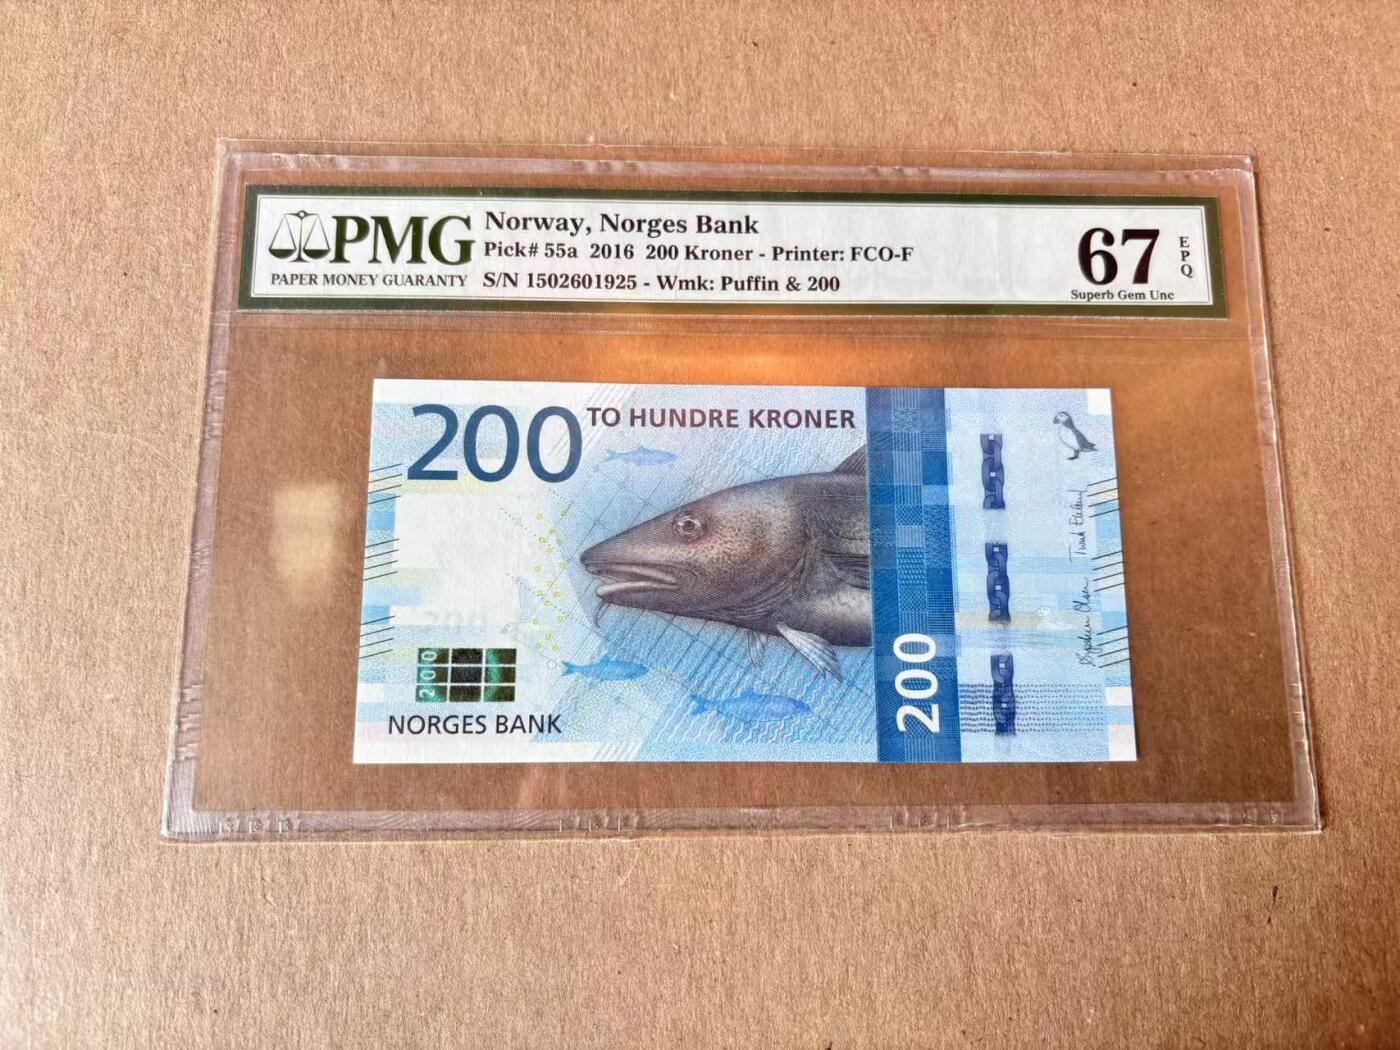 PMG
PAPER MONEY GUARANTY
Norway, Norges Bank
Pick# 55a 2016 200 Kroner - Printer: FCO-F
S/N 1502601925 - Wmk: Puffin & 200
67
EPQ
Superb Gem Unc
200 TO HUNDRE KRONER
200
NORGES BANK
200